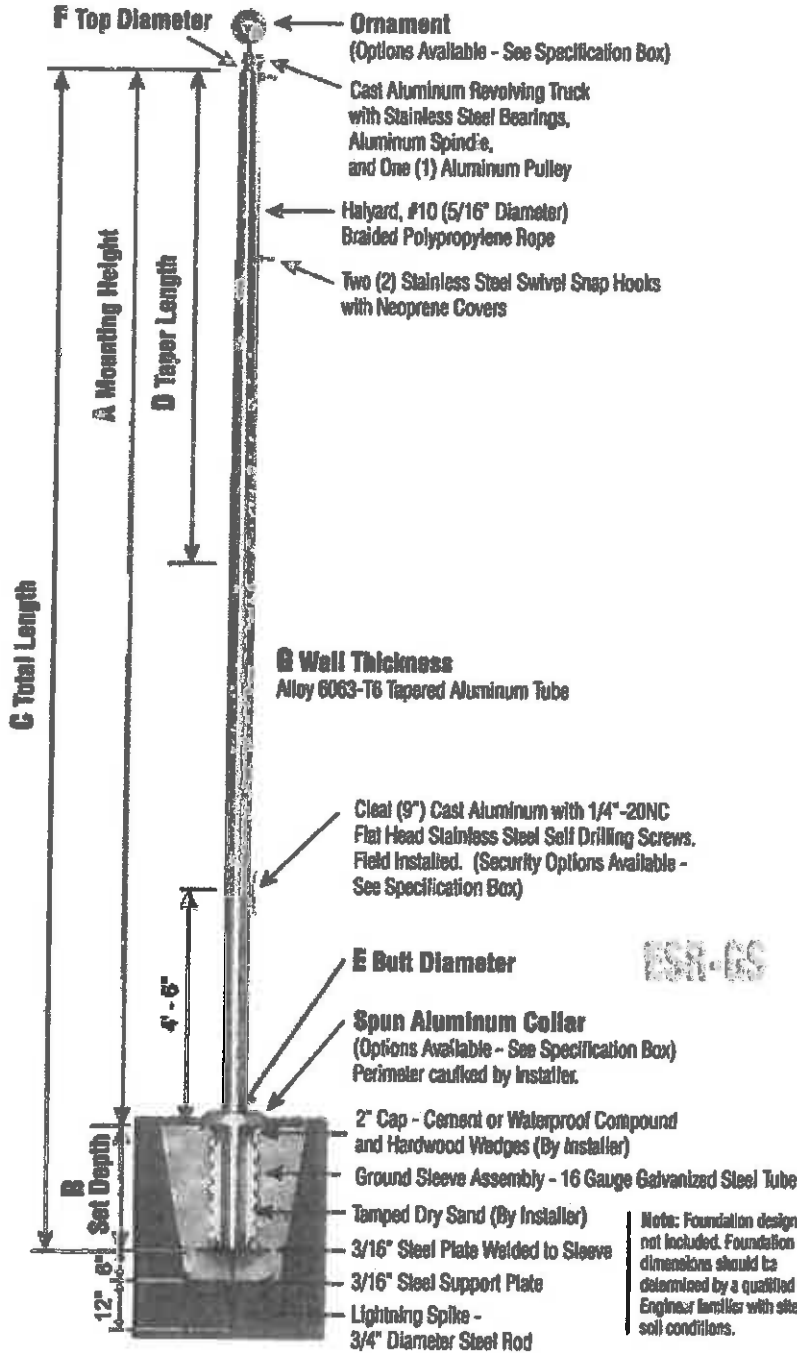 F Top Diameter
Ornament
(Options Available - See Specification Box)
Cast Aluminum Revolving Truck
with Stainless Steel Bearings,
Aluminum Spindle,
and One (1) Aluminum Pulley
Halyard, #10 (5/16" Diameter)
Braided Polypropylene Rope
Two (2) Stainless Steel Swivel Snap Hooks
with Neoprene Covers
A Mounting Height
D Taper Length
C Total Length
G Wall Thickness
Alloy 6063-T6 Tapered Aluminum Tube
Cleat (9") Cast Aluminum with 1/4"-20NC
Flat Head Stainless Steel Self Drilling Screws.
Field Installed. (Security Options Available -
See Specification Box)
4' - 6"
E Butt Diameter
ESR-GS
Spun Aluminum Collar
(Options Available - See Specification Box)
Perimeter caulked by Installer.
2" Cap - Cement or Waterproof Compound
and Hardwood Wedges (By Installer)
Ground Sleeve Assembly - 16 Gauge Galvanized Steel Tube
Tamped Dry Sand (By Installer)
3/16" Steel Plate Welded to Sleeve
3/16" Steel Support Plate
Lightning Spike -
3/4" Diameter Steel Rod
B
Set Depth
6"
12"
Note: Foundation design
not included. Foundation
dimensions should be
determined by a qualified
Engineer familiar with site
soil conditions.